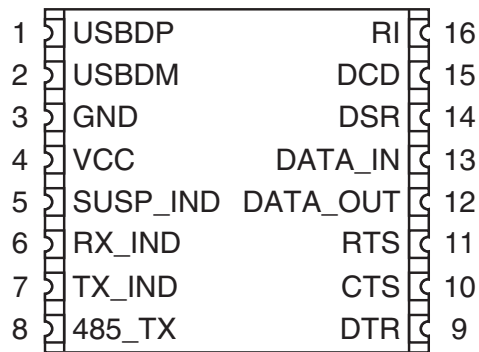 1 USBDP RI 16
2 USBDM DCD 15
3 GND DSR 14
4 VCC DATA_IN 13
5 SUSP_IND DATA_OUT 12
6 RX_IND RTS 11
7 TX_IND CTS 10
8 485_TX DTR 9